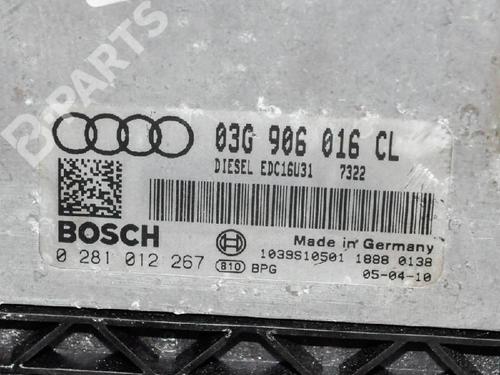 B-PARTS
03G 906 016 CL
DIESEL EDC16U31 7322
BOSCH
Made in Germany
0 281 012 267 810 BPG
1039S10501 1888 0138
05-04-10